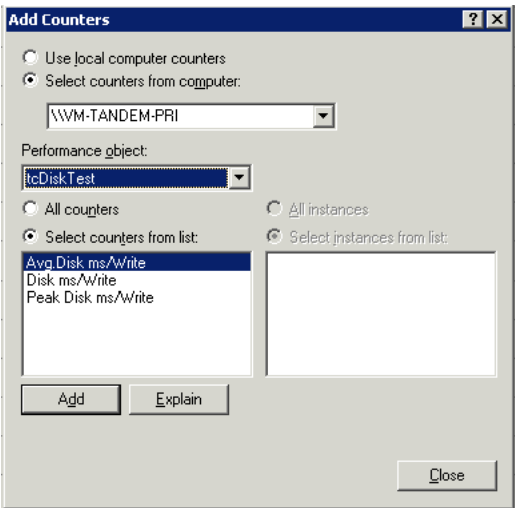 Add Counters
Use local computer counters
Select counters from computer:
\\VM-TANDEM-PRI
Performance object:
tcDiskTest
All counters
All instances
Select counters from list:
Select instances from list:
Avg.Disk ms/Write
Disk ms/Write
Peak Disk ms/Write
Add
Explain
Close